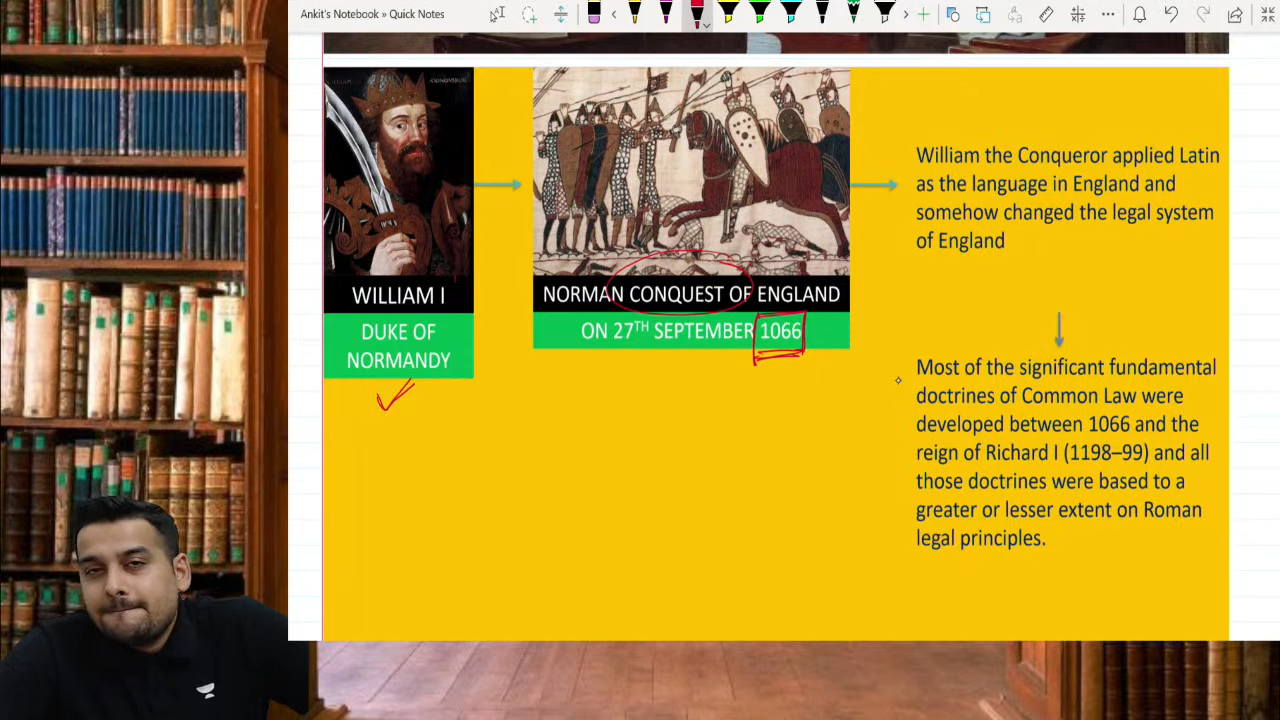 Ankit's Notebook » Quick Notes
WILLIAM I
DUKE OF
NORMANDY
NORMAN CONQUEST OF ENGLAND
ON 27TH SEPTEMBER 1066
William the Conqueror applied Latin
as the language in England and
somehow changed the legal system
of England
Most of the significant fundamental
doctrines of Common Law were
developed between 1066 and the
reign of Richard I (1198–99) and all
those doctrines were based to a
greater or lesser extent on Roman
legal principles.